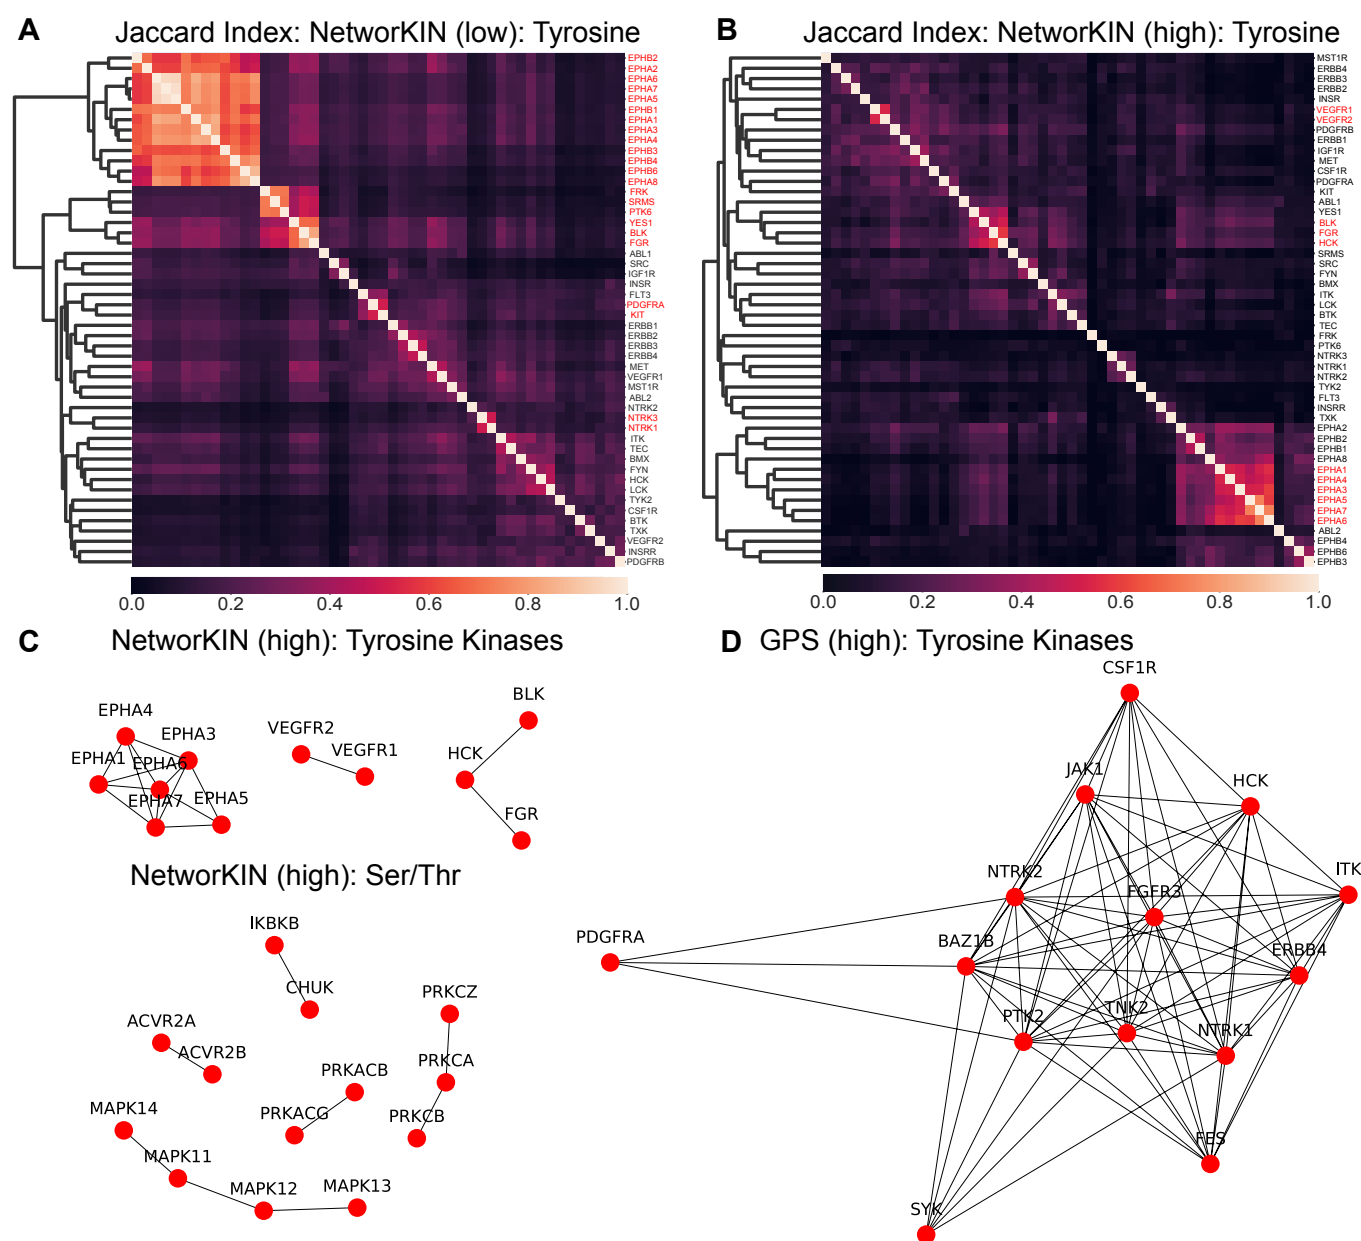 A
Jaccard Index: NetworKIN (low): Tyrosine
EPHB2
EPHA2
EPHA6
EPHA7
EPHA5
EPHB1
EPHA1
EPHA3
EPHA4
EPHB3
EPHB4
EPHB6
EPHA8
FRK
SRMS
PTK6
YES1
BLK
FGR
ABL1
SRC
IGF1R
INSR
FLT3
PDGFRA
KIT
ERBB1
ERBB2
ERBB3
ERBB4
MET
VEGFR1
MST1R
ABL2
NTRK2
NTRK3
NTRK1
ITK
TEC
BMX
FYN
HCK
LCK
TYK2
CSF1R
BTK
TXK
VEGFR2
INSRR
PDGFRB
0.0 0.2 0.4 0.6 0.8 1.0
B
Jaccard Index: NetworKIN (high): Tyrosine
MST1R
ERBB4
ERBB3
ERBB2
INSR
VEGFR1
VEGFR2
PDGFRB
ERBB1
IGF1R
MET
CSF1R
PDGFRA
KIT
ABL1
YES1
BLK
FGR
HCK
SRMS
SRC
FYN
BMX
ITK
LCK
BTK
TEC
FRK
PTK6
NTRK3
NTRK1
NTRK2
TYK2
FLT3
INSRR
TXK
EPHA2
EPHB2
EPHB1
EPHA8
EPHA1
EPHA4
EPHA3
EPHA5
EPHA7
EPHA6
ABL2
EPHB4
EPHB6
EPHB3
0.0 0.2 0.4 0.6 0.8 1.0
C
NetworKIN (high): Tyrosine Kinases
EPHA4
EPHA3
EPHA1
EPHA6
EPHA7
EPHA5
VEGFR2
VEGFR1
BLK
HCK
FGR
NetworKIN (high): Ser/Thr
IKBKB
CHUK
PRKCZ
ACVR2A
ACVR2B
PRKCA
PRKACB
PRKACG
PRKCB
MAPK14
MAPK11
MAPK12
MAPK13
D
GPS (high): Tyrosine Kinases
CSF1R
JAK1
HCK
NTRK2
FGFR3
ITK
PDGFRA
BAZ1B
ERBB4
PTK2
TNK2
NTRK1
FES
SYK